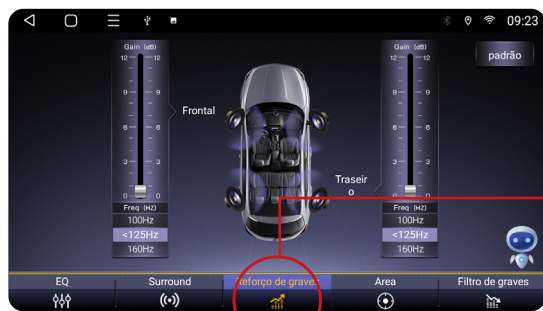 09:23
Gain (dB)
12 12
9 9
6 6
3 3
0 0
Freq (HZ)
100Hz
<125Hz
160Hz
Frontal
Traseir
o
Gain (dB)
12 12
9 9
6 6
3 3
0 0
Freq (HZ)
100Hz
<125Hz
160Hz
padrão
EQ
Surround
Reforço de graves
Area
Filtro de graves